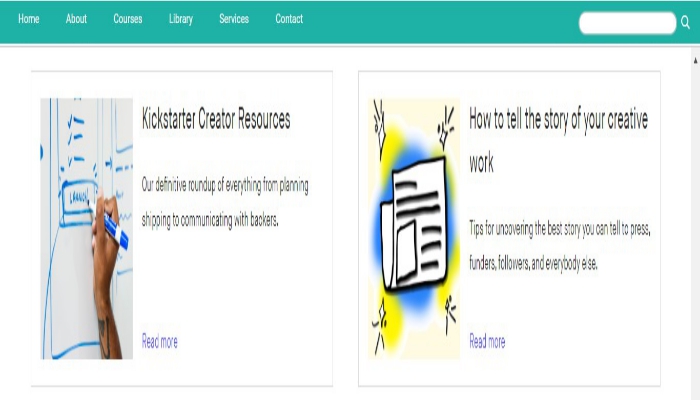 Home About Courses Library Services Contact
Kickstarter Creator Resources
Our definitive roundup of everything from planning
shipping to communicating with backers.
Read more
How to tell the story of your creative
work
Tips for uncovering the best story you can tell to press,
funders, followers, and everybody else.
Read more